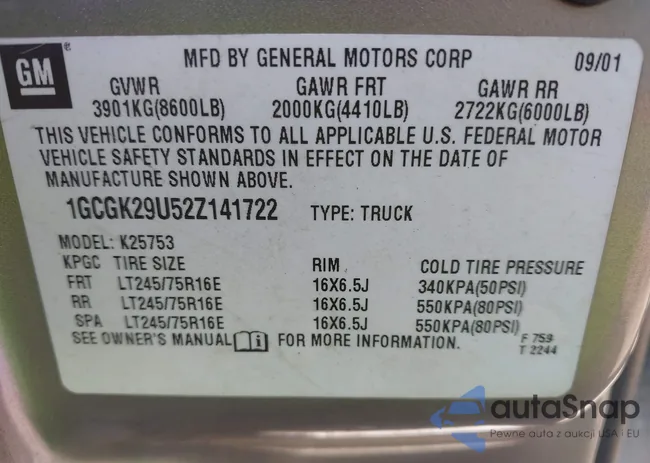 GM
MFD BY GENERAL MOTORS CORP 09/01
GVWR GAWR FRT GAWR RR
3901KG(8600LB) 2000KG(4410LB) 2722KG(6000LB)
THIS VEHICLE CONFORMS TO ALL APPLICABLE U.S. FEDERAL MOTOR
VEHICLE SAFETY STANDARDS IN EFFECT ON THE DATE OF
MANUFACTURE SHOWN ABOVE.
1GCGK29U52Z141722 TYPE: TRUCK
MODEL: K25753
KPGC TIRE SIZE RIM COLD TIRE PRESSURE
FRT LT245/75R16E 16X6.5J 340KPA(50PSI)
RR LT245/75R16E 16X6.5J 550KPA(80PSI)
SPA LT245/75R16E 16X6.5J 550KPA(80PSI)
SEE OWNER'S MANUAL i FOR MORE INFORMATION.
F 759
T 2244
autaSnap
Pewne auta z aukcji USA · EU